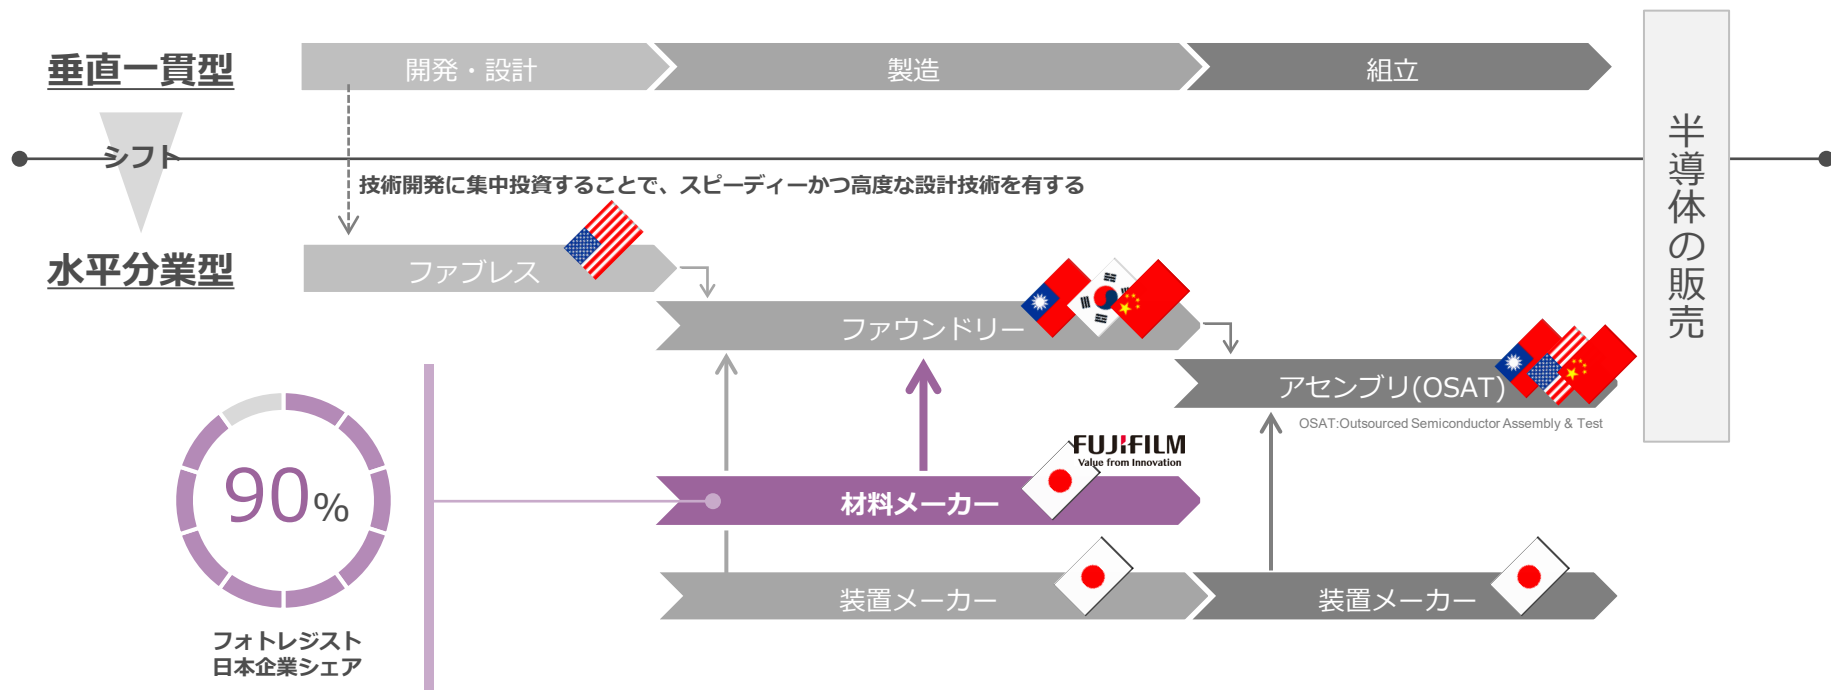 垂直一貫型
開発・設計
製造
組立
シフト
半導体の販売
技術開発に集中投資することで、スピーディーかつ高度な設計技術を有する
水平分業型
ファブレス
ファウンドリー
アセンブリ(OSAT)
OSAT:Outsourced Semiconductor Assembly & Test
FUJIFILM
Value from Innovation
90%
材料メーカー
装置メーカー
装置メーカー
フォトレジスト
日本企業シェア